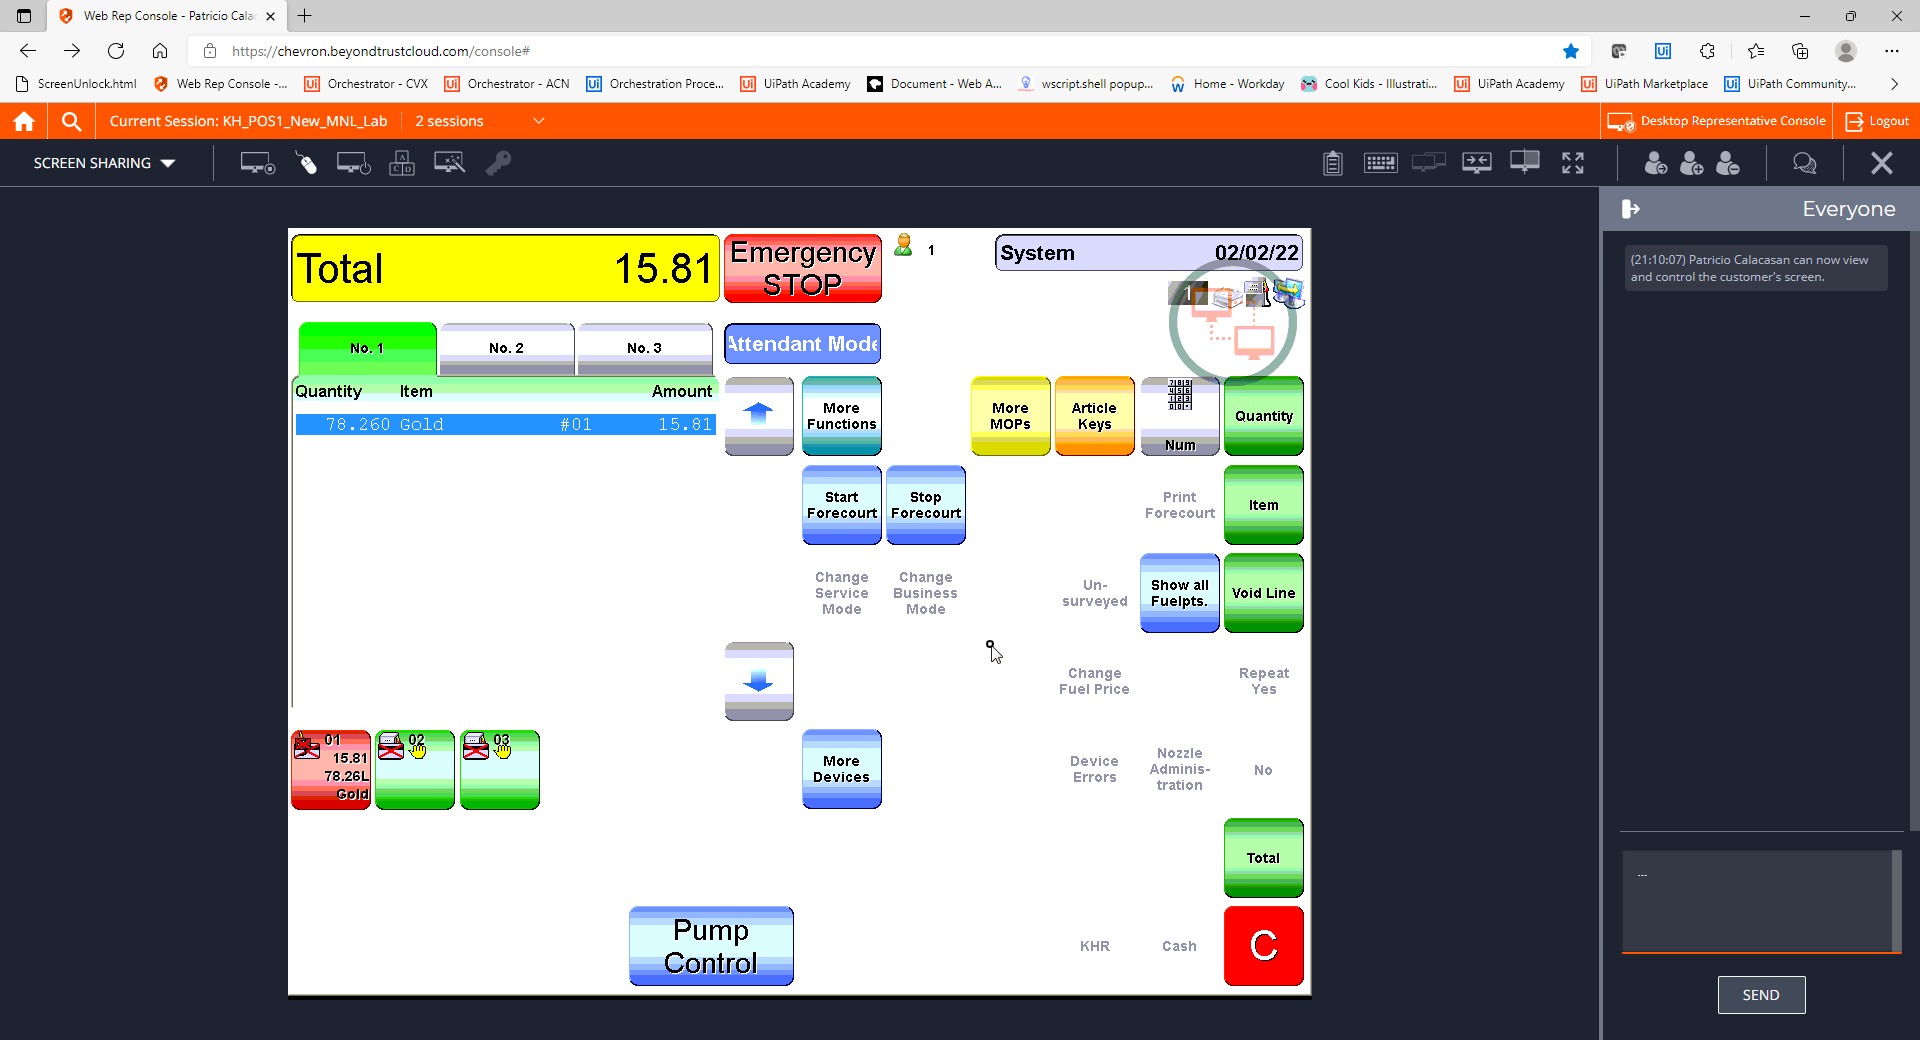 Web Rep Console - Patricio Cala
https://chevron.beyondtrustcloud.com/console#
ScreenUnlock.html
Web Rep Console -...
Orchestrator - CVX
Orchestrator - ACN
Orchestration Proce...
UiPath Academy
Document - Web A...
wscript.shell popup...
Home - Workday
Cool Kids - Illustrati...
UiPath Academy
UiPath Marketplace
UiPath Community...
Current Session: KH_POS1_New_MNL_Lab
2 sessions
Desktop Representative Console
Logout
SCREEN SHARING
Everyone
(21:10:07) Patricio Calacasan can now view
and control the customer's screen.
Total 15.81
Emergency
STOP
1
System 02/02/22
1
No. 1
No. 2
No. 3
Attendant Mode
Quantity Item Amount
78.260 Gold #01 15.81
More
Functions
More
MOPs
Article
Keys
Num
Quantity
Start
Forecourt
Stop
Forecourt
Print
Forecourt
Item
Change
Service
Mode
Change
Business
Mode
Un-
surveyed
Show all
Fuelpts.
Void Line
Change
Fuel Price
Repeat
Yes
01
15.81
78.26L
Gold
02
03
More
Devices
Device
Errors
Nozzle
Adminis-
tration
No
Total
Pump
Control
KHR
Cash
C
...
SEND